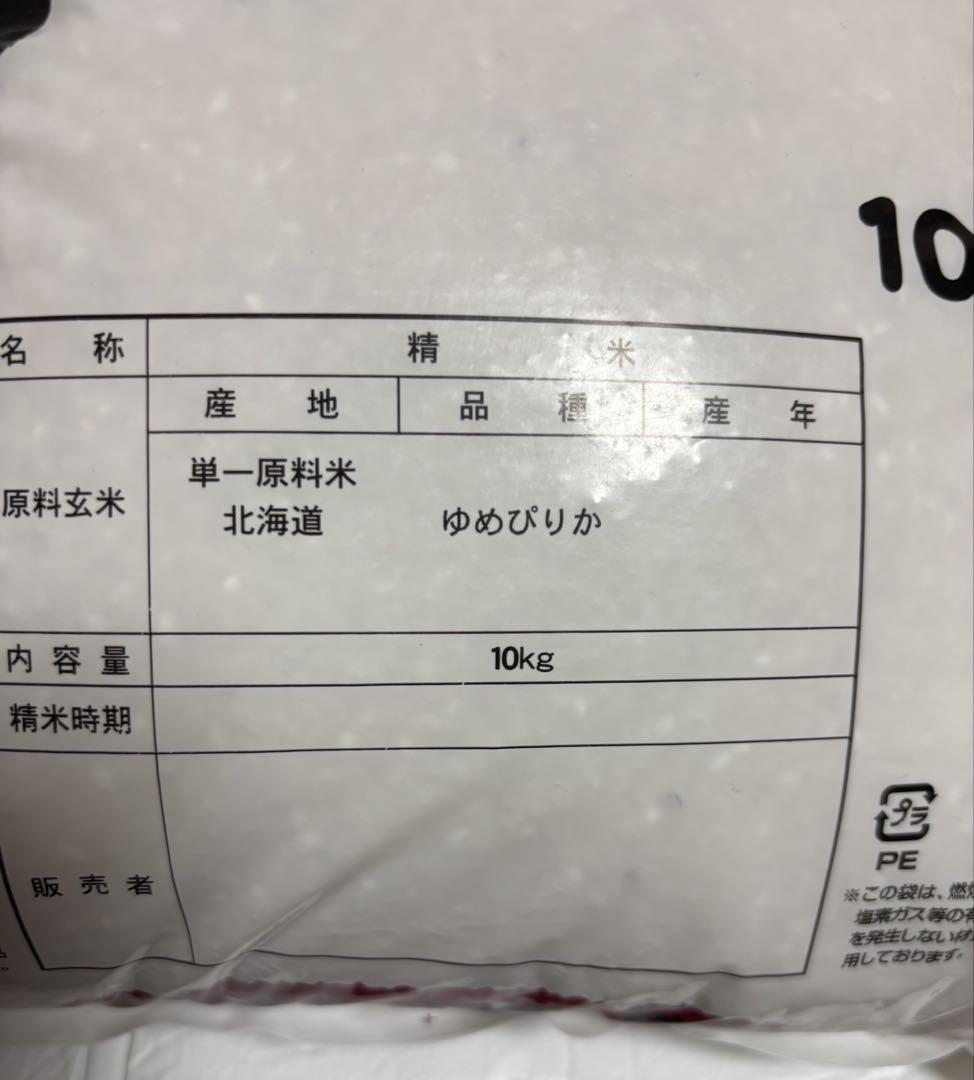 10
名称 精米
産地 品種 産年
原料玄米
単一原料米
北海道 ゆめぴりか
内容量 10kg
精米時期
販売者
プラ
PE
※この袋は、燃
塩素ガス等の有
を発生しない材
用しております。